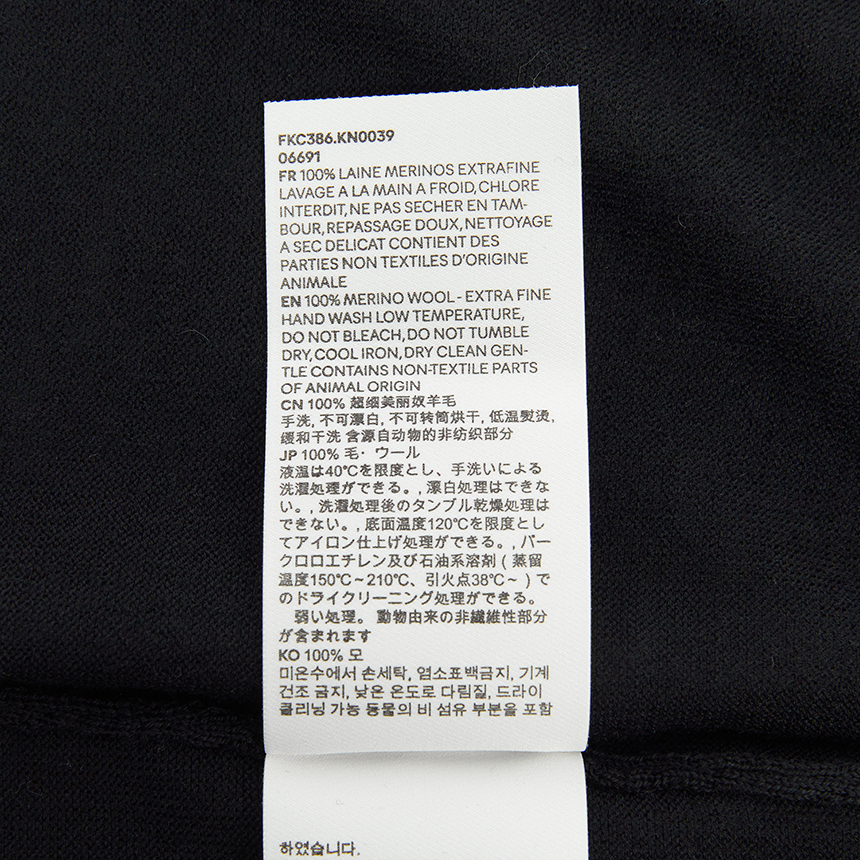 FKC386.KN0039
06691
FR 100% LAINE MERINOS EXTRAFINE
LAVAGE A LA MAIN A FROID, CHLORE
INTERDIT, NE PAS SECHER EN TAM-
BOUR, REPASSAGE DOUX, NETTOYAGE
A SEC DELICAT CONTIENT DES
PARTIES NON TEXTILES D'ORIGINE
ANIMALE
EN 100% MERINO WOOL - EXTRA FINE
HAND WASH LOW TEMPERATURE,
DO NOT BLEACH, DO NOT TUMBLE
DRY, COOL IRON, DRY CLEAN GEN-
TLE CONTAINS NON-TEXTILE PARTS
OF ANIMAL ORIGIN
CN 100% 超细美丽奴羊毛
手洗, 不可漂白, 不可转筒烘干, 低温熨烫,
缓和干洗 含源自动物的非纺织部分
JP 100% 毛・ウール
液温は40℃を限度とし、手洗いによる
洗濯処理ができる。, 漂白処理はできな
い。, 洗濯処理後のタンブル乾燥処理は
できない。, 底面温度120℃を限度とし
てアイロン仕上げ処理ができる。, パー
クロロエチレン及び石油系溶剤 ( 蒸留
温度150℃～210℃、引火点38℃～ ) で
のドライクリーニング処理ができる。
弱い処理。 動物由来の非繊維性部分
が含まれます
KO 100% 모
미온수에서 손세탁, 염소표백금지, 기계
건조 금지, 낮은 온도로 다림질, 드라이
클리닝 가능 동물의 비 섬유 부분을 포함
하였습니다.